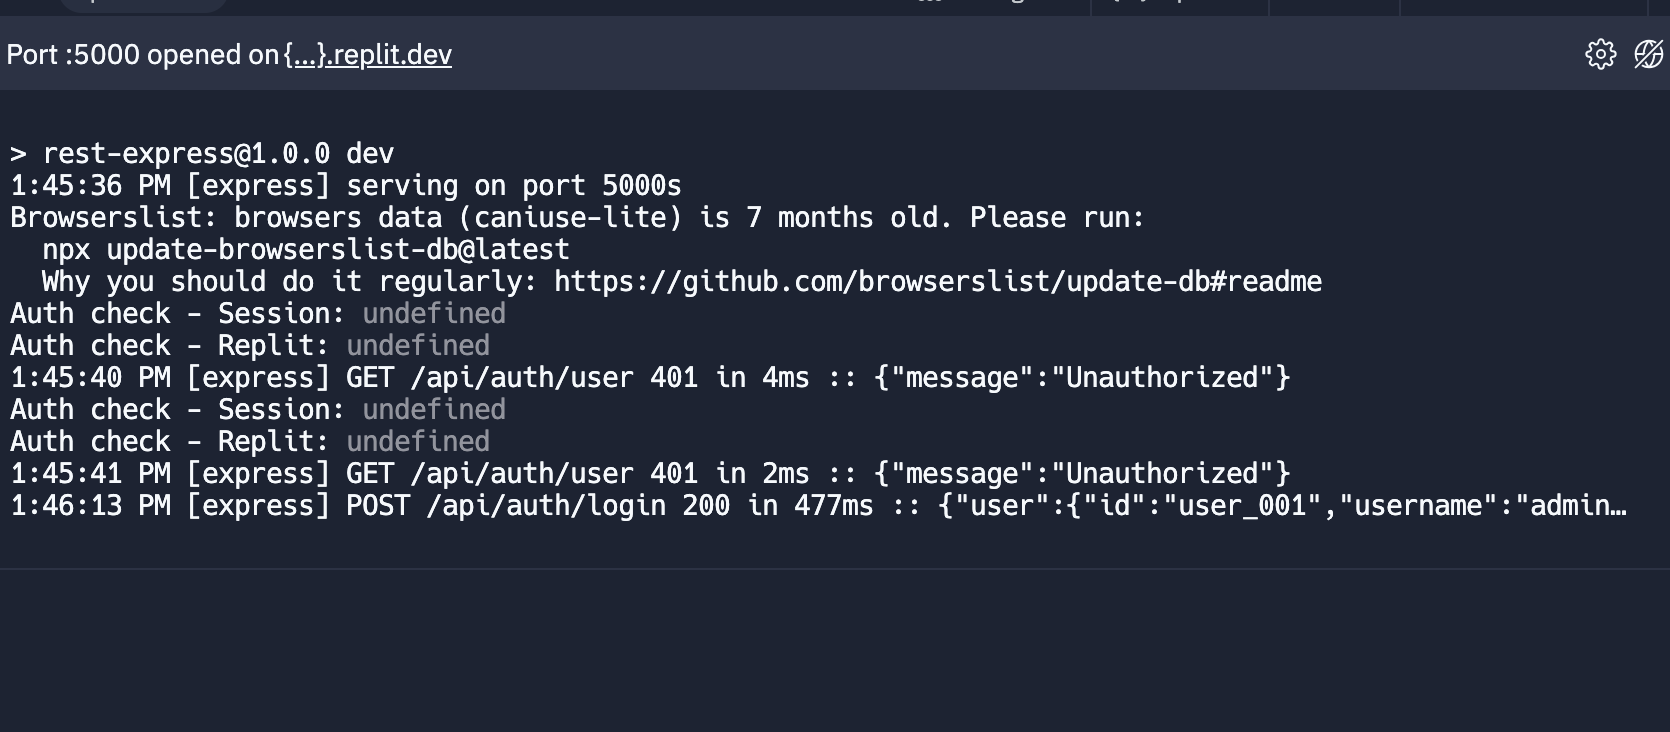 Port :5000 opened on {...}.replit.dev
> rest-express@1.0.0 dev
1:45:36 PM [express] serving on port 5000s
Browserslist: browsers data (caniuse-lite) is 7 months old. Please run:
  npx update-browserslist-db@latest
  Why you should do it regularly: https://github.com/browserslist/update-db#readme
Auth check - Session: undefined
Auth check - Replit: undefined
1:45:40 PM [express] GET /api/auth/user 401 in 4ms :: {"message":"Unauthorized"}
Auth check - Session: undefined
Auth check - Replit: undefined
1:45:41 PM [express] GET /api/auth/user 401 in 2ms :: {"message":"Unauthorized"}
1:46:13 PM [express] POST /api/auth/login 200 in 477ms :: {"user":{"id":"user_001","username":"admin…